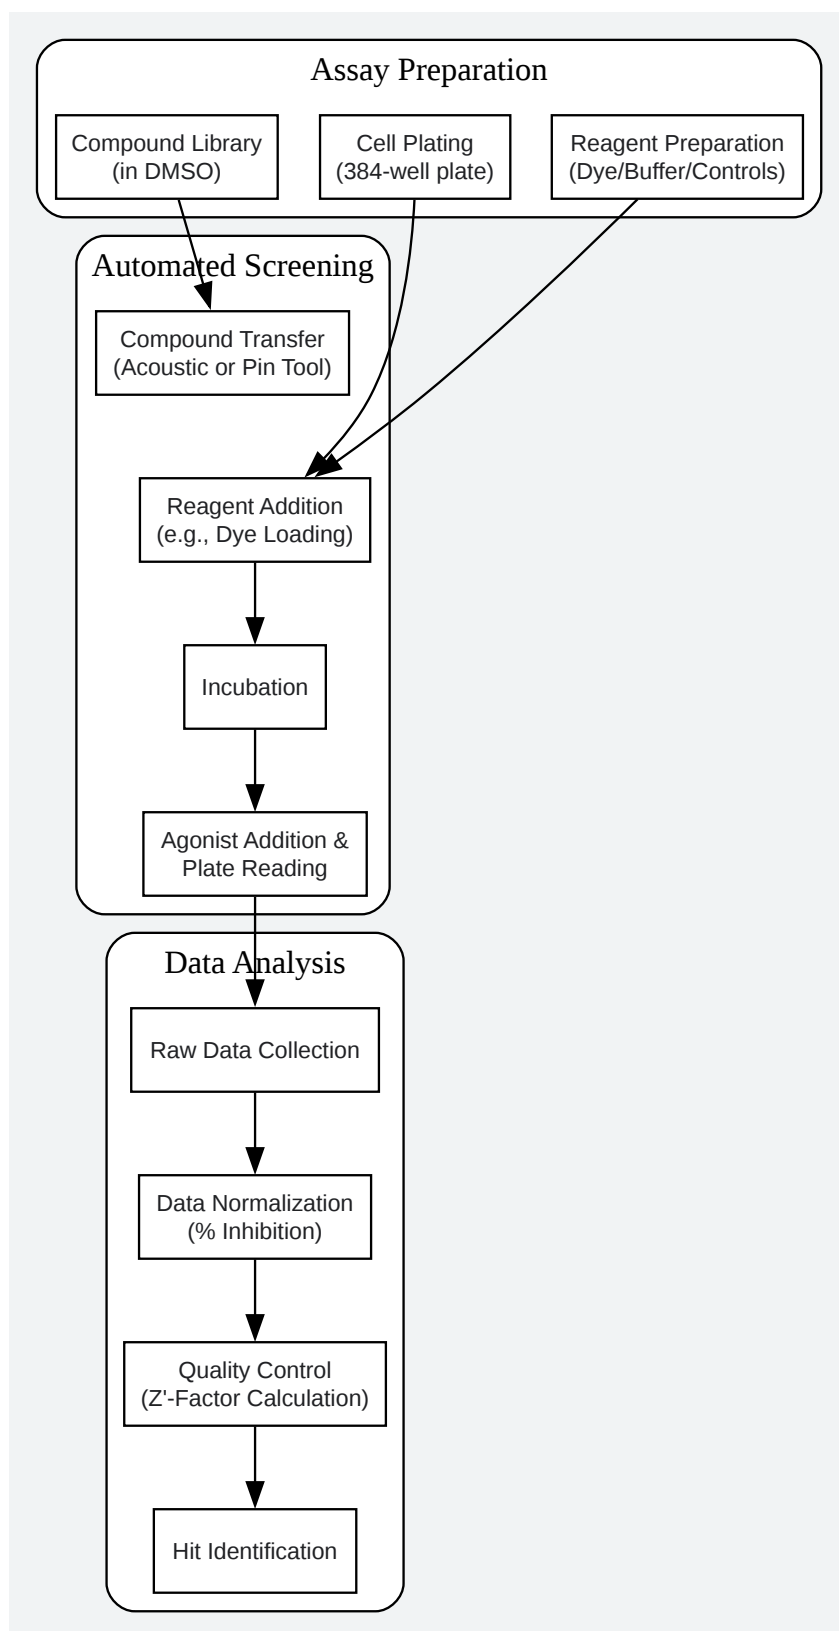 Assay Preparation
Compound Library
(in DMSO)
Cell Plating
(384-well plate)
Reagent Preparation
(Dye/Buffer/Controls)
Automated Screening
Compound Transfer
(Acoustic or Pin Tool)
Reagent Addition
(e.g., Dye Loading)
Incubation
Agonist Addition &
Plate Reading
Data Analysis
Raw Data Collection
Data Normalization
(% Inhibition)
Quality Control
(Z'-Factor Calculation)
Hit Identification